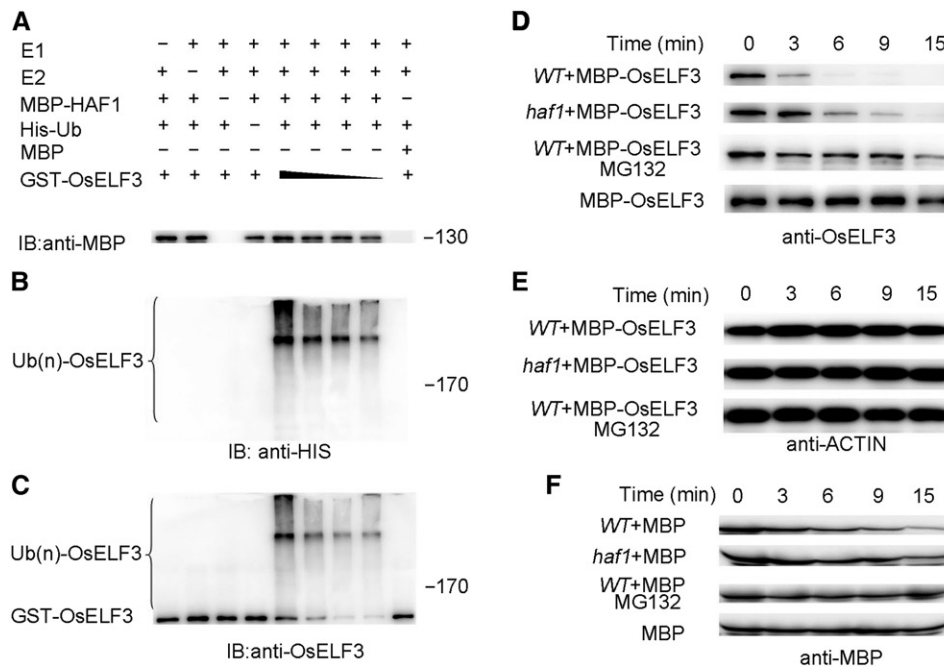 A
E1 − + + + + + + + +
E2 + − + + + + + + +
MBP-HAF1 + + − + + + + + −
His-Ub + + + − + + + + +
MBP − − − − − − − − +
GST-OsELF3 + + + + +
IB:anti-MBP −130
B
Ub(n)-OsELF3
−170
IB: anti-HIS
C
Ub(n)-OsELF3
−170
GST-OsELF3
IB:anti-OsELF3
D
Time (min) 0 3 6 9 15
WT+MBP-OsELF3
haf1+MBP-OsELF3
WT+MBP-OsELF3
MG132
MBP-OsELF3
anti-OsELF3
E
Time (min) 0 3 6 9 15
WT+MBP-OsELF3
haf1+MBP-OsELF3
WT+MBP-OsELF3
MG132
anti-ACTIN
F
Time (min) 0 3 6 9 15
WT+MBP
haf1+MBP
WT+MBP
MG132
MBP
anti-MBP